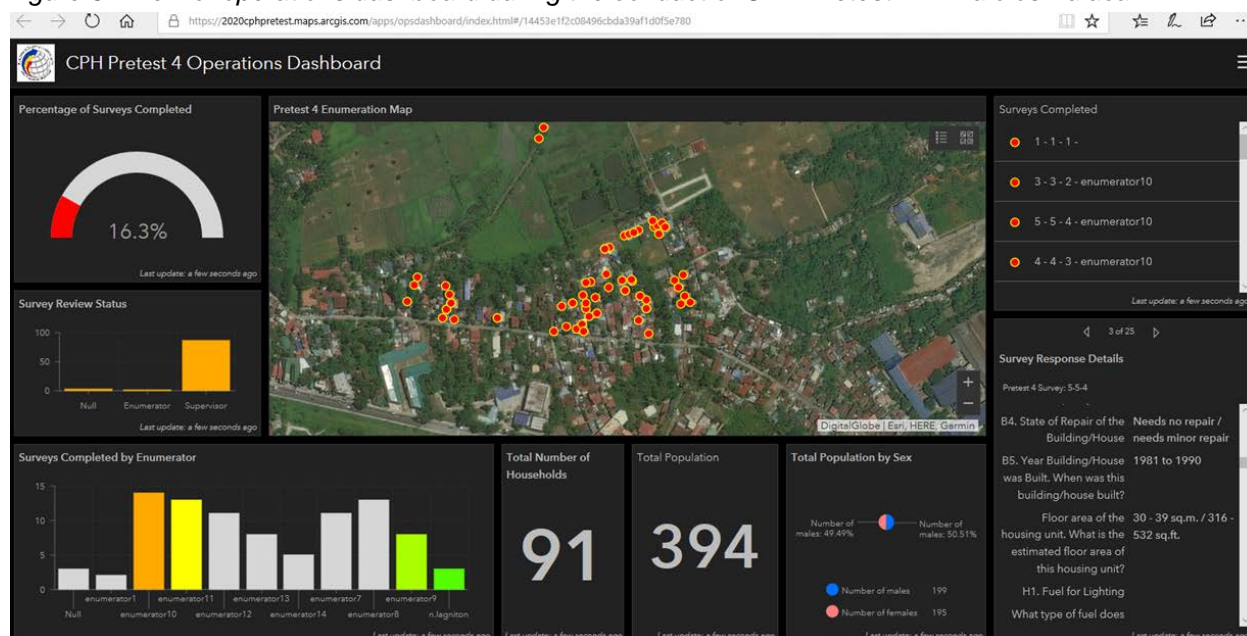 https://2020cphpretest.maps.arcgis.com/apps/opsdashboard/index.html#/14453e1f2c08496cbda39af1d0f5e780
CPH Pretest 4 Operations Dashboard
Percentage of Surveys Completed
16.3%
Last update: a few seconds ago
Survey Review Status
100
50
0
Null Enumerator Supervisor
Last update: a few seconds ago
Pretest 4 Enumeration Map
+
−
DigitalGlobe | Esri, HERE, Garmin
Surveys Completed
1 - 1 - 1 -
3 - 3 - 2 - enumerator10
5 - 5 - 4 - enumerator10
4 - 4 - 3 - enumerator10
Last update: a few seconds ago
3 of 25
Survey Response Details
Pretest 4 Survey: 5-5-4
B4. State of Repair of the Needs no repair /
Building/House needs minor repair
B5. Year Building/House 1981 to 1990
was Built. When was this
building/house built?
Floor area of the 30 - 39 sq.m. / 316 -
housing unit. What is the 532 sq.ft.
estimated floor area of
this housing unit?
H1. Fuel for Lighting
What type of fuel does
Surveys Completed by Enumerator
15
10
5
0
enumerator1 enumerator11 enumerator13 enumerator7 enumerator9
Null enumerator10 enumerator12 enumerator14 enumerator8 n.lagniton
Total Number of
Households
91
Total Population
394
Total Population by Sex
Number of
males: 49.49%
Number of
males: 50.51%
Number of males 199
Number of females 195